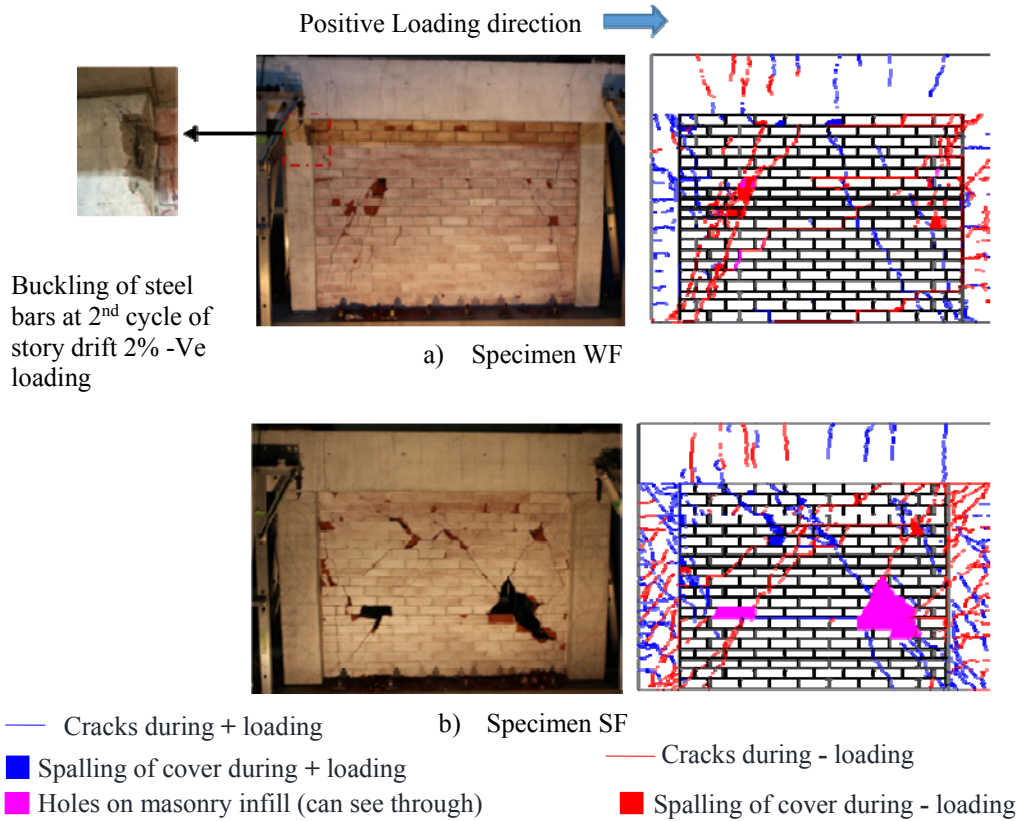 Positive Loading direction
Buckling of steel
bars at 2nd cycle of
story drift 2% -Ve
loading
a) Specimen WF
b) Specimen SF
Cracks during + loading
Cracks during - loading
Spalling of cover during + loading
Holes on masonry infill (can see through)
Spalling of cover during - loading